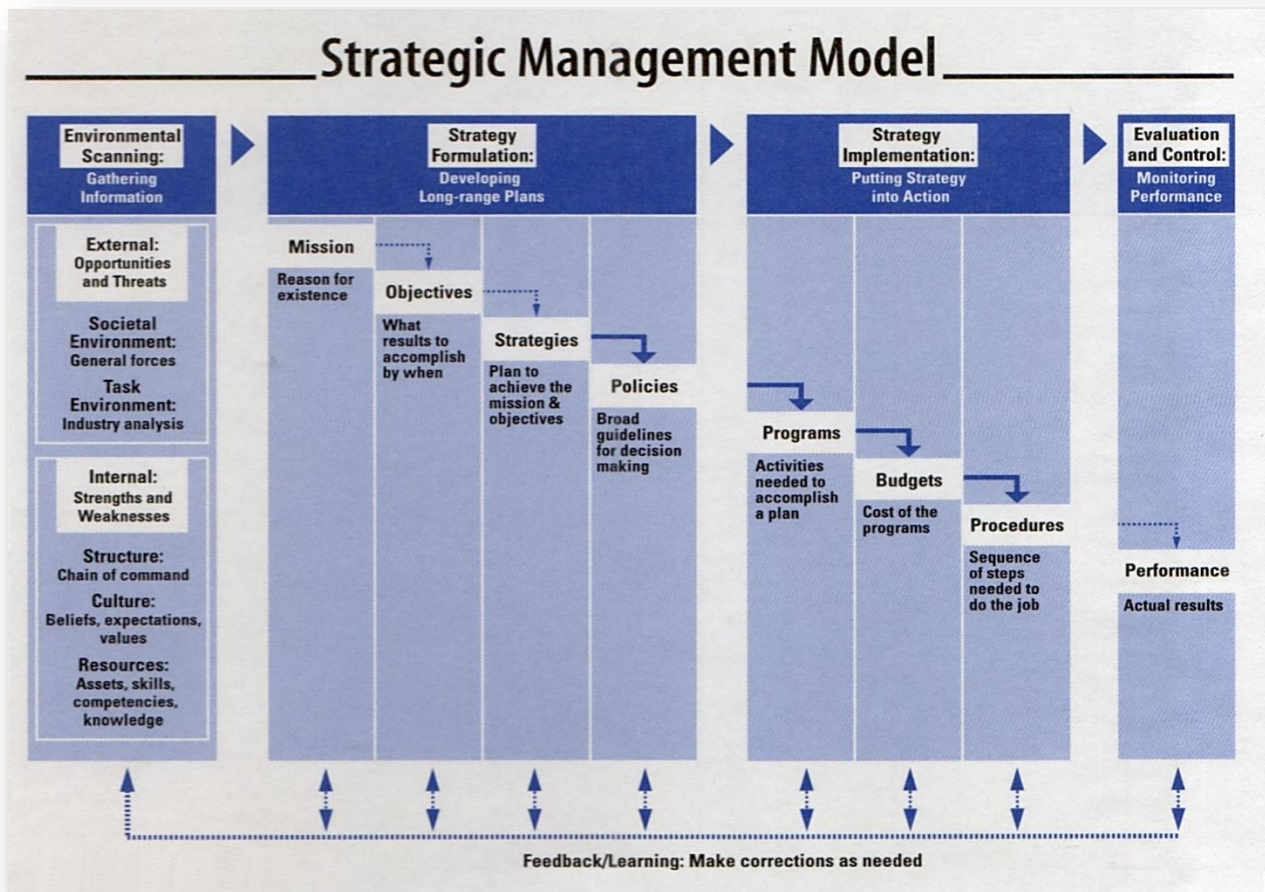 Strategic Management Model
Environmental
Scanning:
Gathering
Information
External:
Opportunities
and Threats
Societal
Environment:
General forces
Task
Environment:
Industry analysis
Internal:
Strengths and
Weaknesses
Structure:
Chain of command
Culture:
Beliefs, expectations,
values
Resources:
Assets, skills,
competencies,
knowledge
Strategy
Formulation:
Developing
Long-range Plans
Mission
Reason for
existence
Objectives
What
results to
accomplish
by when
Strategies
Plan to
achieve the
mission &
objectives
Policies
Broad
guidelines
for decision
making
Strategy
Implementation:
Putting Strategy
into Action
Programs
Activities
needed to
accomplish
a plan
Budgets
Cost of the
programs
Procedures
Sequence
of steps
needed to
do the job
Evaluation
and Control:
Monitoring
Performance
Performance
Actual results
Feedback/Learning: Make corrections as needed